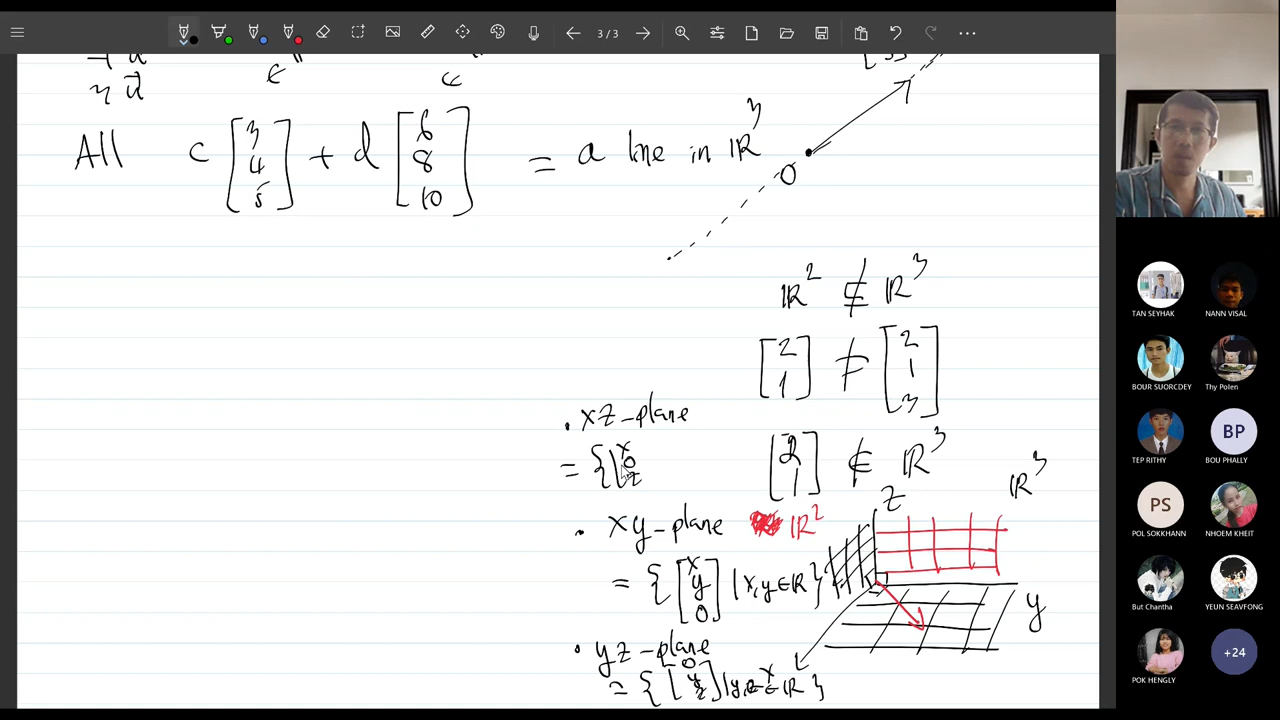 3 / 3
All c [3 4 5] + d [6 8 10] = a line in ℝ³
0
ℝ² ⊄ ℝ³
[2 1] ≠ [2 1 3]
• xz-plane
= {[x 0 z
[2 1] ∉ ℝ³
z
ℝ³
• xy-plane ℝ²
= {[x y 0] | x,y ∈ ℝ}
y
• yz-plane
= {[0 y z] | y,z ∈ ℝ}
x
TAN SEYHAK
NANN VISAL
BOUR SUORCDEY
Thy Polen
TEP RITHY
BP
BOU PHALLY
PS
POL SOKKHANN
NHOEM KHEIT
But Chantha
YEUN SEAVFONG
POK HENGLY
+24